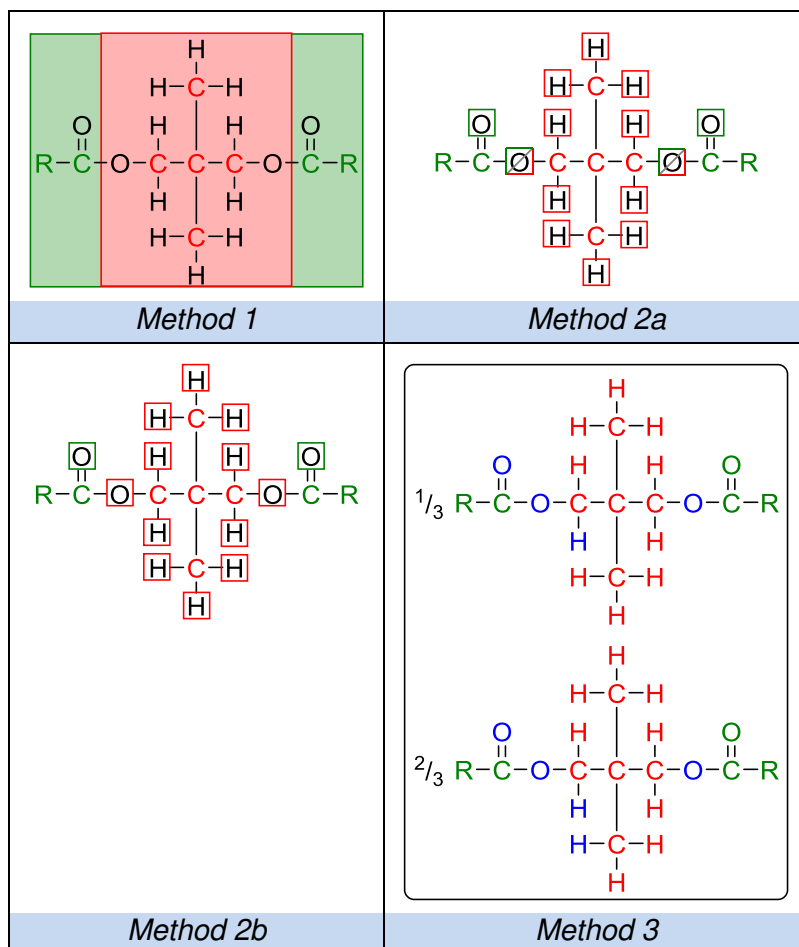 H
H–C–H
O H H O
R–C–O–C–C–C–O–C–R
H H
H–C–H
H
Method 1
H
H–C–H
O H H O
R–C–O–C–C–C–O–C–R
H H
H–C–H
H
Method 2a
H
H–C–H
O H H O
R–C–O–C–C–C–O–C–R
H H
H–C–H
H
Method 2b
H
H–C–H
O H H O
1/3 R–C–O–C–C–C–O–C–R
H H
H–C–H
H
H
H–C–H
O H H O
2/3 R–C–O–C–C–C–O–C–R
H H
H–C–H
H
Method 3